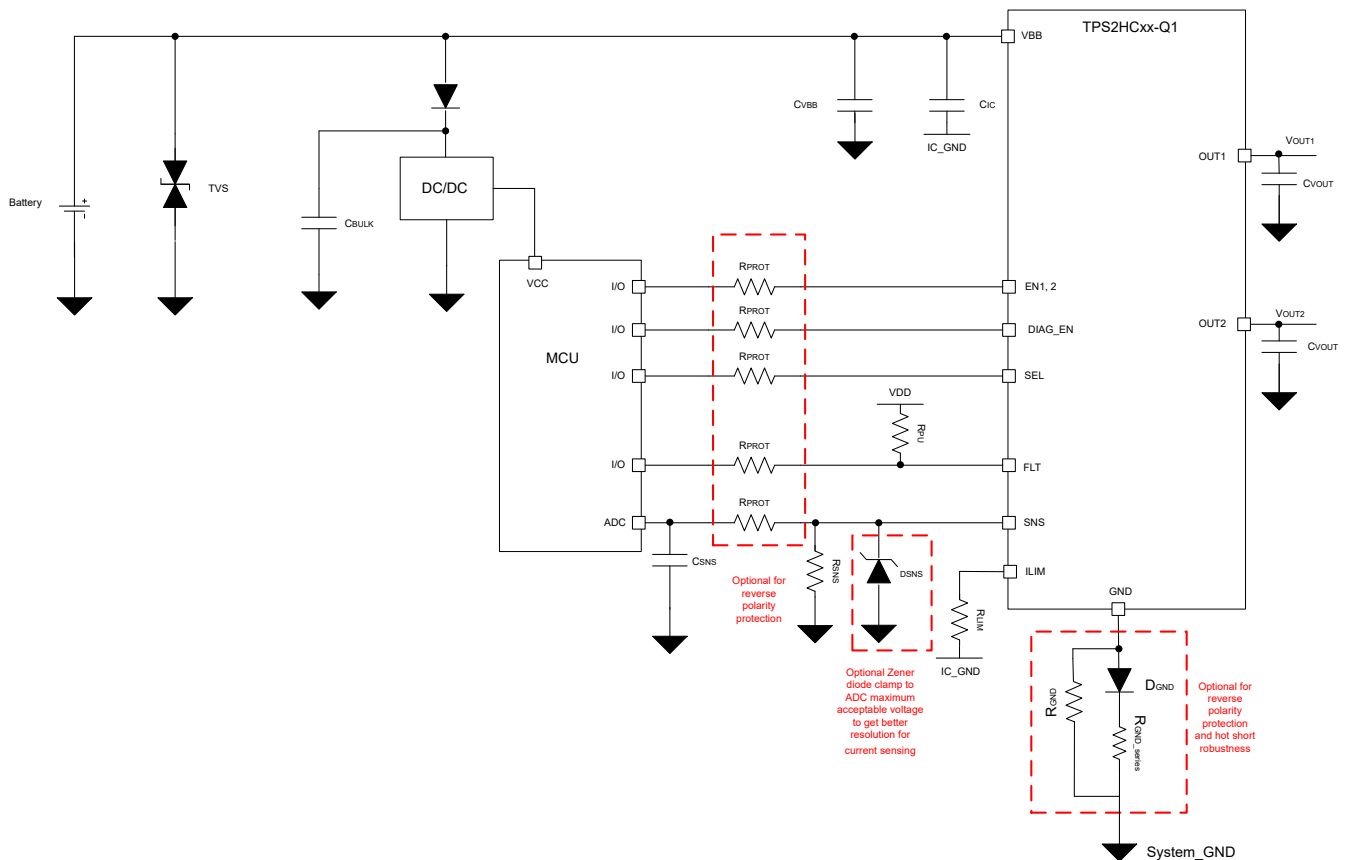 TPS2HCxx-Q1
VBB
CVBB
CIC
IC_GND
OUT1
VOUT1
CVOUT
Battery
+
-
TVS
CBULK
DC/DC
VCC
MCU
I/O
RPROT
EN1, 2
I/O
RPROT
DIAG_EN
I/O
RPROT
SEL
OUT2
VOUT2
CVOUT
VDD
RPU
I/O
RPROT
FLT
ADC
RPROT
SNS
CSNS
RSNS
DSNS
ILIM
RLIM
IC_GND
Optional for
reverse
polarity
protection
Optional Zener
diode clamp to
ADC maximum
acceptable voltage
to get better
resolution for
current sensing
GND
RGND
DGND
RGND_series
Optional for
reverse
polarity
protection
and hot short
robustness
System_GND